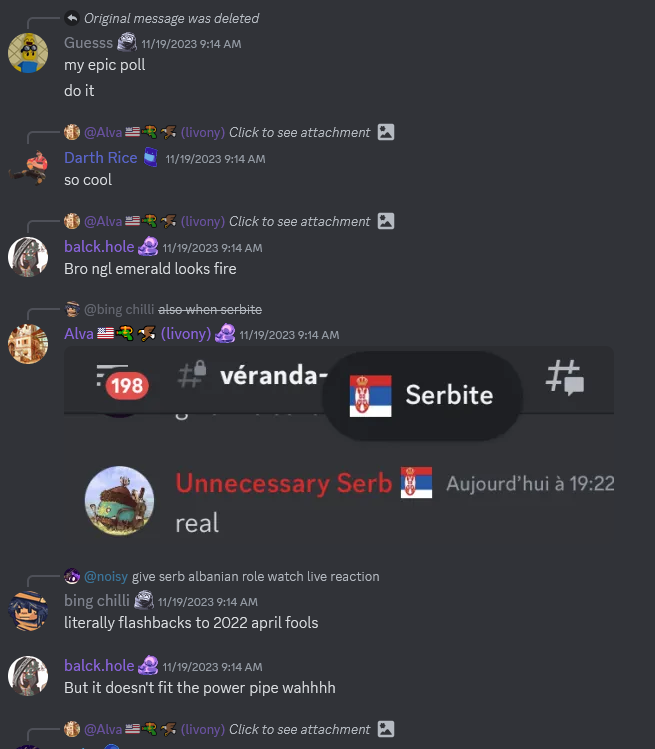 Original message was deleted
Guesss 11/19/2023 9:14 AM
my epic poll
do it
@Alva (livony) Click to see attachment
Darth Rice 11/19/2023 9:14 AM
so cool
@Alva (livony) Click to see attachment
balck.hole 11/19/2023 9:14 AM
Bro ngl emerald looks fire
@bing chilli also when serbite
Alva (livony) 11/19/2023 9:14 AM
198 véranda- Serbite
Unnecessary Serb Aujourd'hui à 19:22
real
@noisy give serb albanian role watch live reaction
bing chilli 11/19/2023 9:14 AM
literally flashbacks to 2022 april fools
balck.hole 11/19/2023 9:14 AM
But it doesn't fit the power pipe wahhhh
@Alva (livony) Click to see attachment